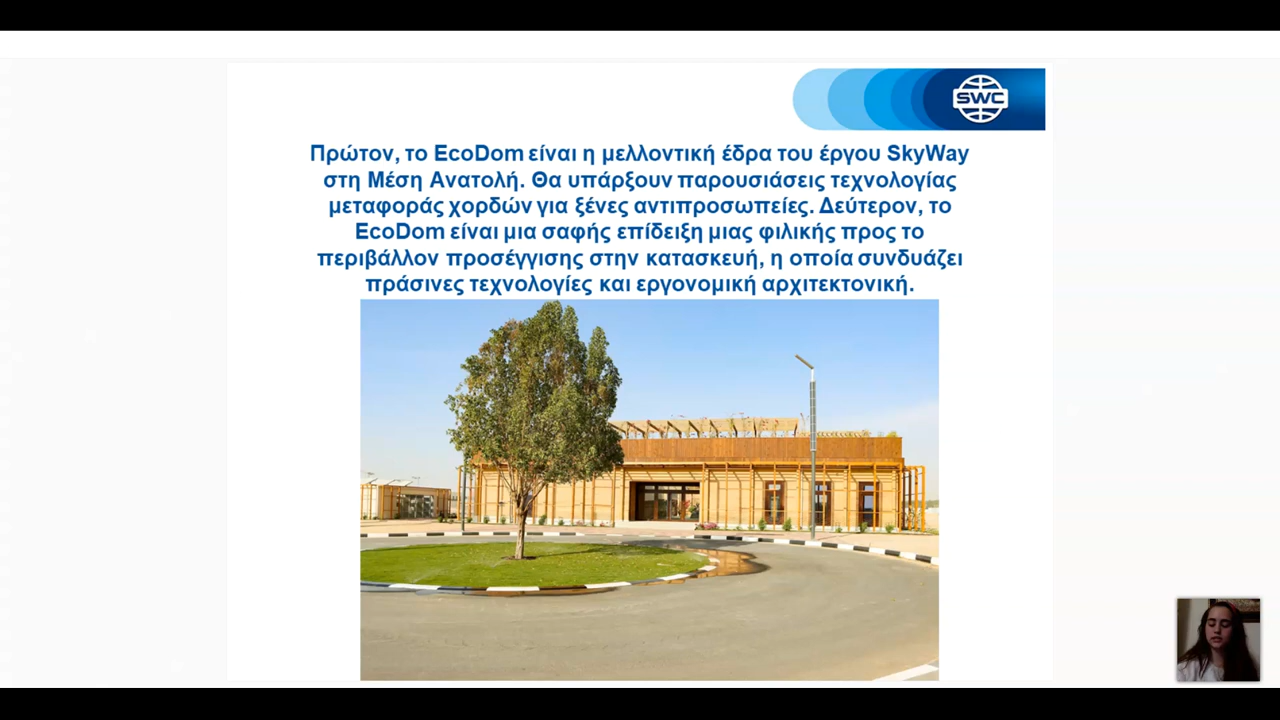 SWC
Πρώτον, το EcoDom είναι η μελλοντική έδρα του έργου SkyWay
στη Μέση Ανατολή. Θα υπάρξουν παρουσιάσεις τεχνολογίας
μεταφοράς χορδών για ξένες αντιπροσωπείες. Δεύτερον, το
EcoDom είναι μια σαφής επίδειξη μιας φιλικής προς το
περιβάλλον προσέγγισης στην κατασκευή, η οποία συνδυάζει
πράσινες τεχνολογίες και εργονομική αρχιτεκτονική.